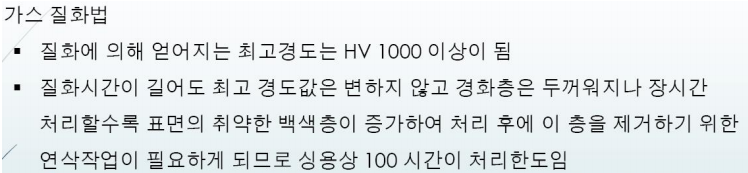 가스 질화법
▪ 질화에 의해 얻어지는 최고경도는 HV 1000 이상이 됨
▪ 질화시간이 길어도 최고 경도값은 변하지 않고 경화층은 두꺼워지나 장시간
처리할수록 표면의 취약한 백색층이 증가하여 처리 후에 이 층을 제거하기 위한
연삭작업이 필요하게 되므로 싱용상 100 시간이 처리한도임